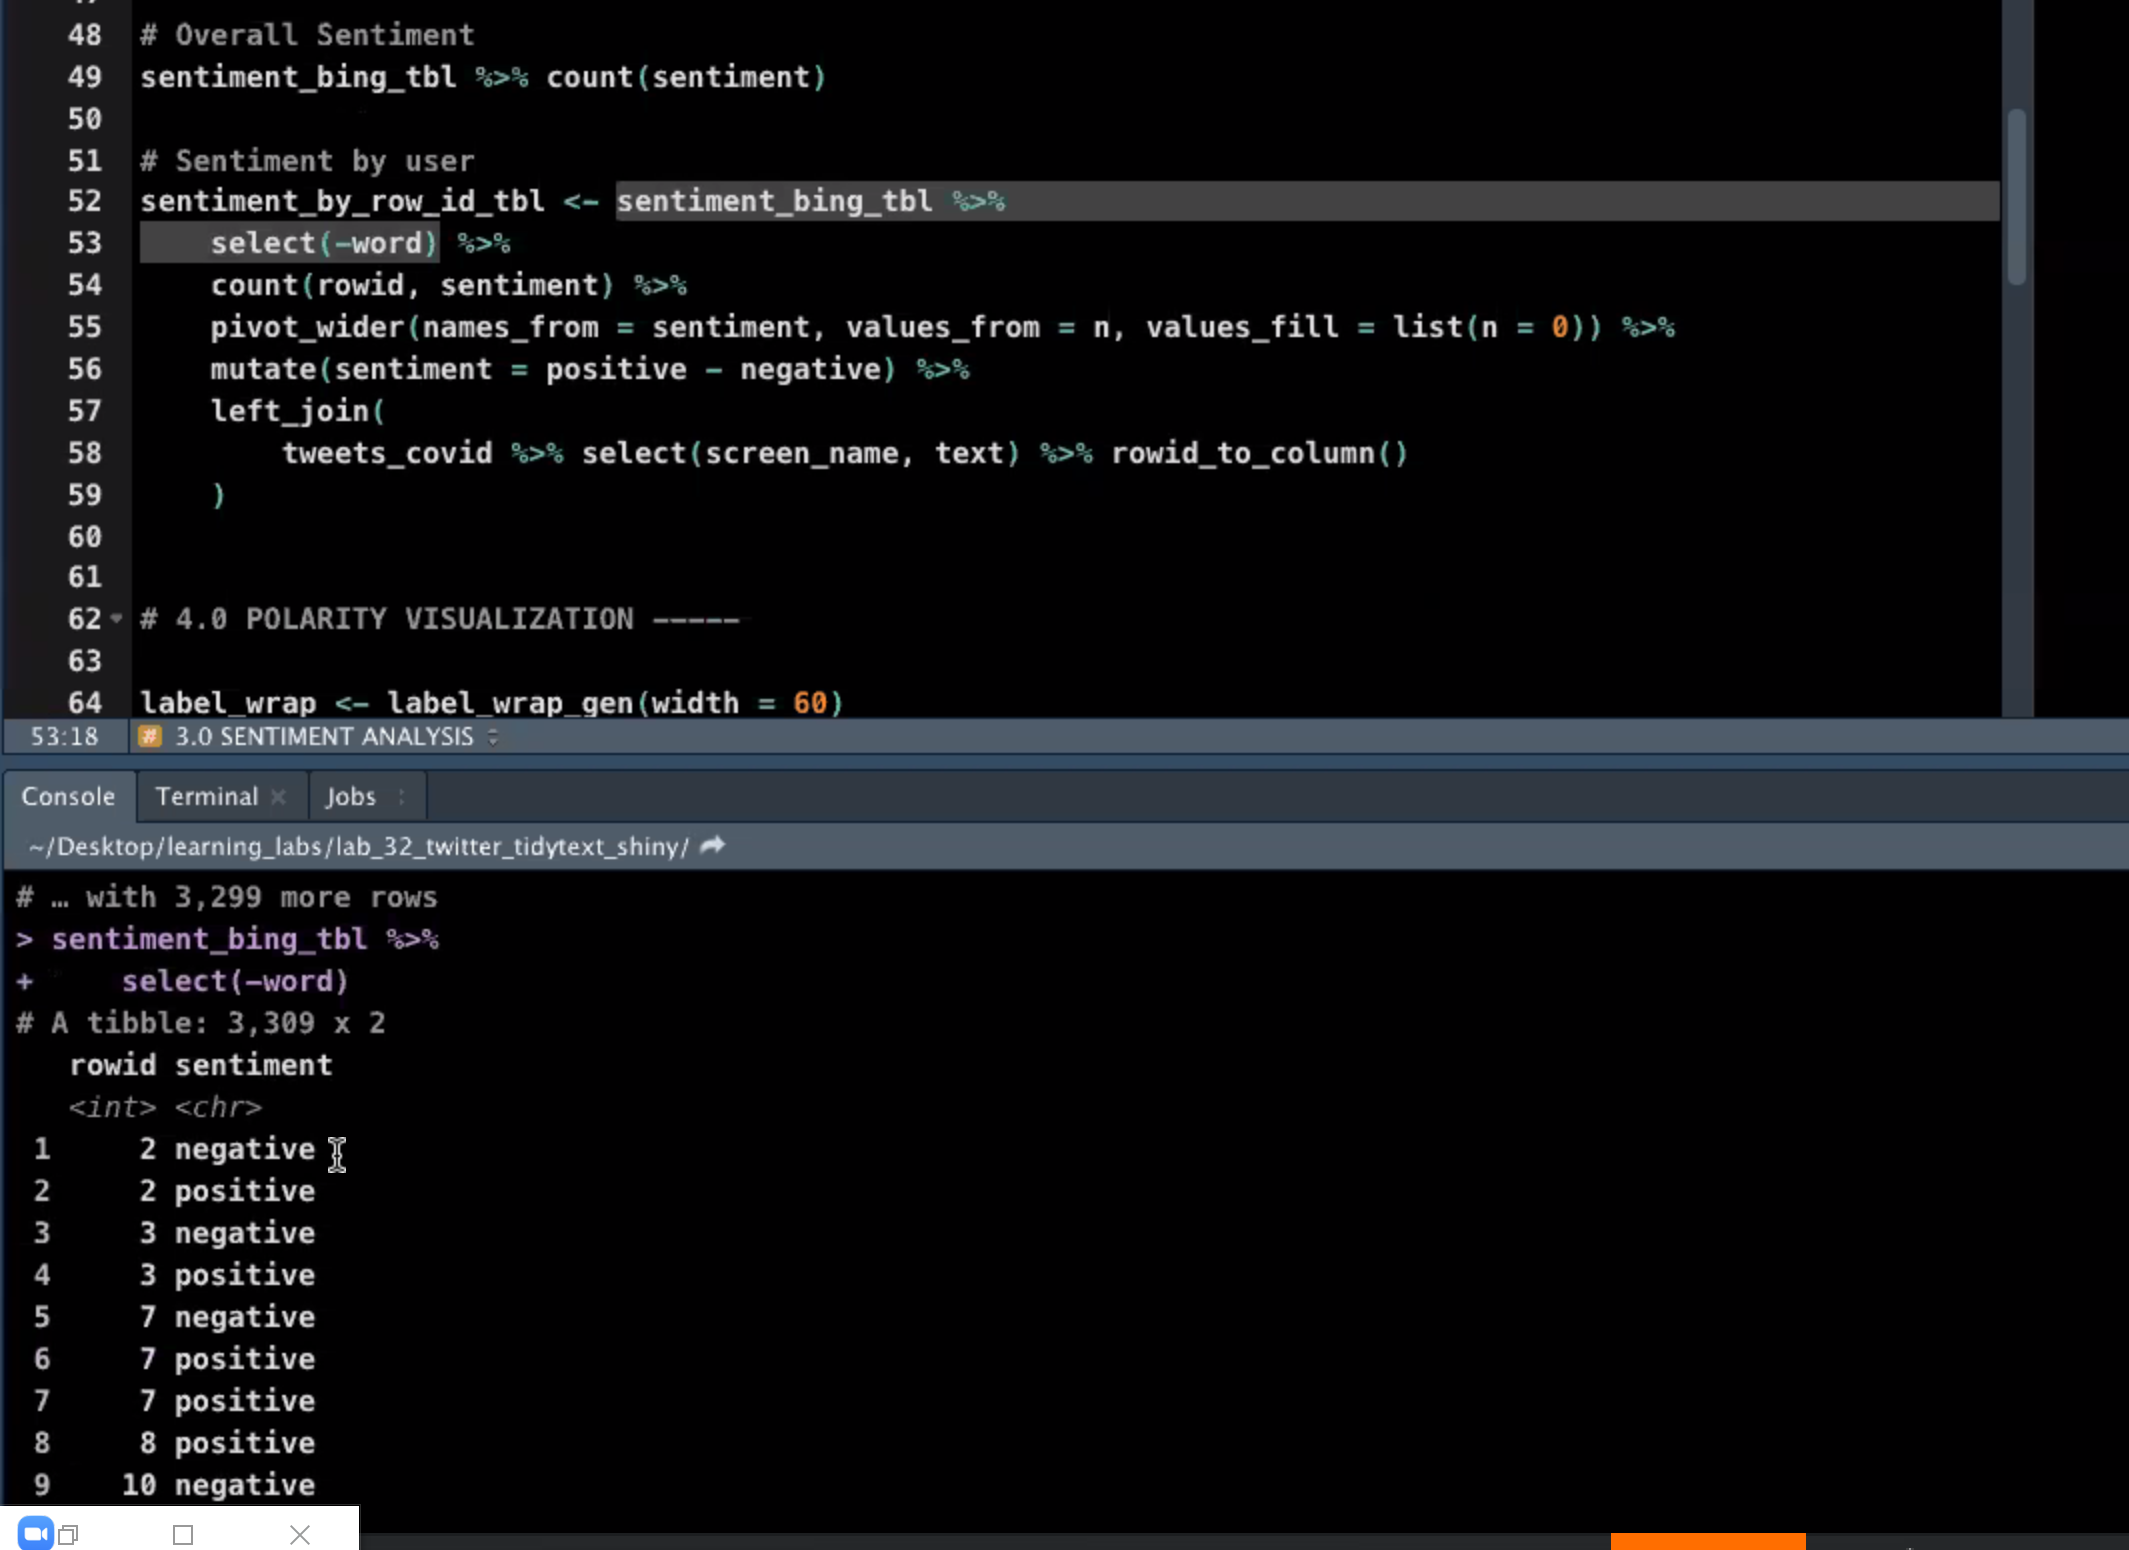 48 # Overall Sentiment
49 sentiment_bing_tbl %>% count(sentiment)
50
51 # Sentiment by user
52 sentiment_by_row_id_tbl <- sentiment_bing_tbl %>%
53     select(-word) %>%
54     count(rowid, sentiment) %>%
55     pivot_wider(names_from = sentiment, values_from = n, values_fill = list(n = 0)) %>%
56     mutate(sentiment = positive - negative) %>%
57     left_join(
58         tweets_covid %>% select(screen_name, text) %>% rowid_to_column()
59     )
60
61
62 # 4.0 POLARITY VISUALIZATION -----
63
64 label_wrap <- label_wrap_gen(width = 60)
53:18 # 3.0 SENTIMENT ANALYSIS
Console Terminal Jobs
~/Desktop/learning_labs/lab_32_twitter_tidytext_shiny/
# … with 3,299 more rows
> sentiment_bing_tbl %>%
+     select(-word)
# A tibble: 3,309 x 2
   rowid sentiment
   <int> <chr>
1     2 negative
2     2 positive
3     3 negative
4     3 positive
5     7 negative
6     7 positive
7     7 positive
8     8 positive
9    10 negative